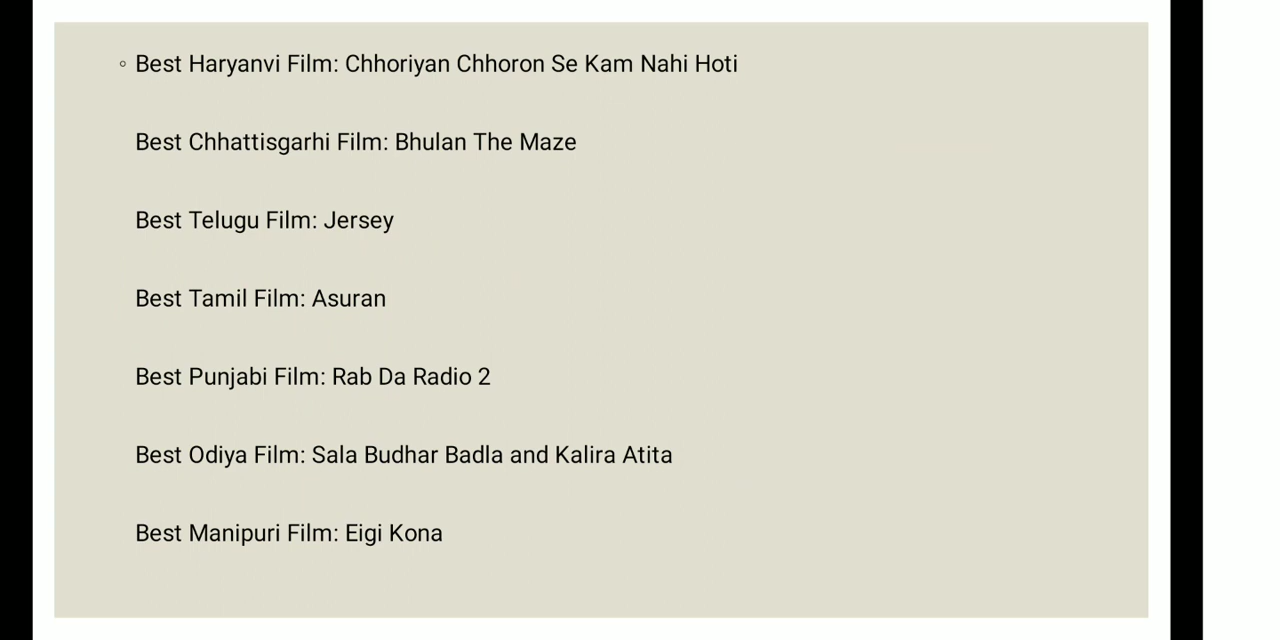 ◦ Best Haryanvi Film: Chhoriyan Chhoron Se Kam Nahi Hoti
Best Chhattisgarhi Film: Bhulan The Maze
Best Telugu Film: Jersey
Best Tamil Film: Asuran
Best Punjabi Film: Rab Da Radio 2
Best Odiya Film: Sala Budhar Badla and Kalira Atita
Best Manipuri Film: Eigi Kona